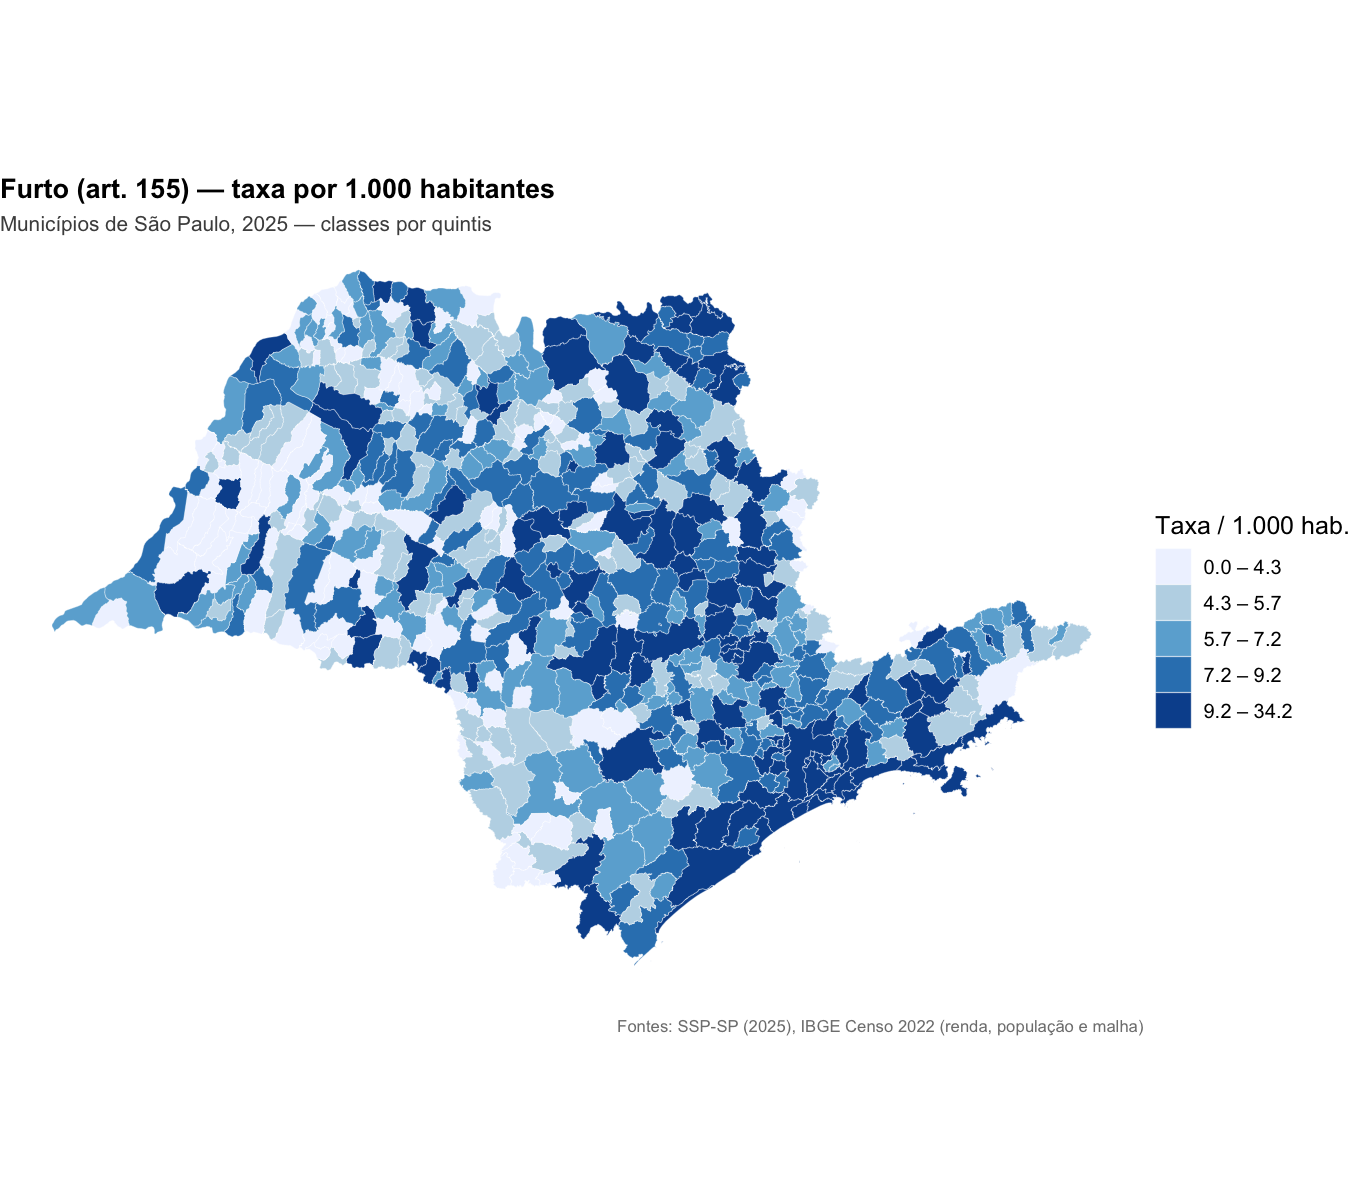 Furto (art. 155) — taxa por 1.000 habitantes
Municípios de São Paulo, 2025 — classes por quintis
Taxa / 1.000 hab.
0.0 – 4.3
4.3 – 5.7
5.7 – 7.2
7.2 – 9.2
9.2 – 34.2
Fontes: SSP-SP (2025), IBGE Censo 2022 (renda, população e malha)